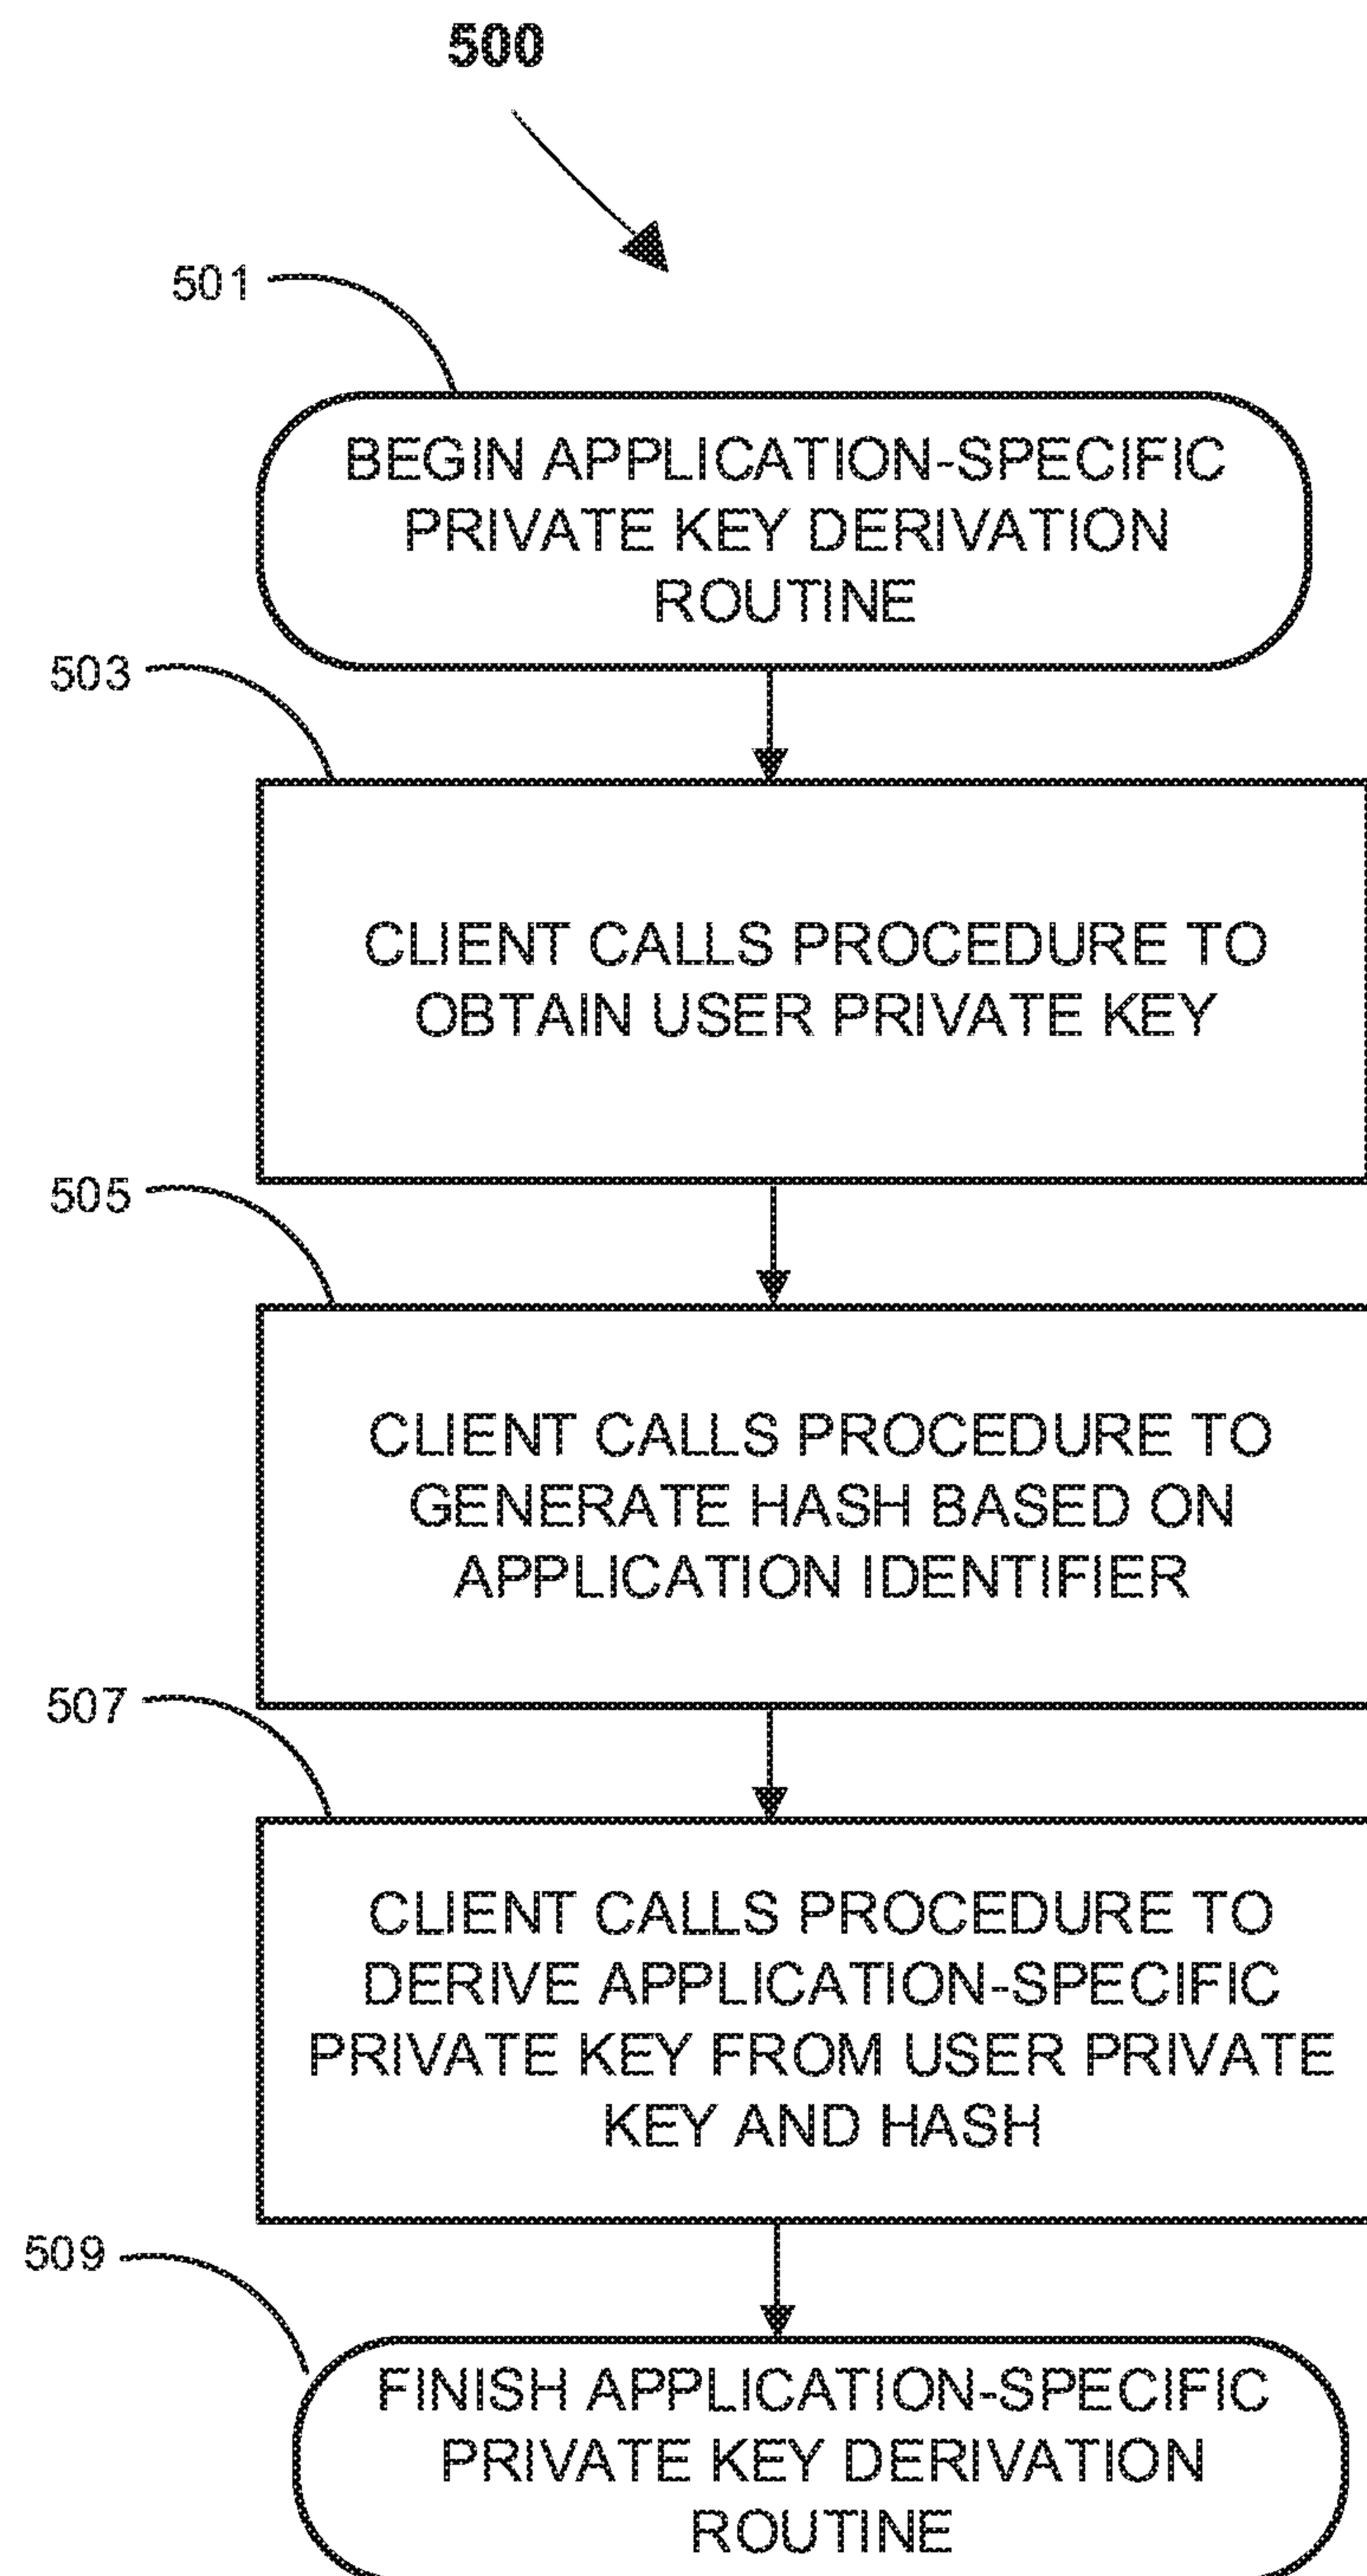 500
501
BEGIN APPLICATION-SPECIFIC
PRIVATE KEY DERIVATION
ROUTINE
503
CLIENT CALLS PROCEDURE TO
OBTAIN USER PRIVATE KEY
505
CLIENT CALLS PROCEDURE TO
GENERATE HASH BASED ON
APPLICATION IDENTIFIER
507
CLIENT CALLS PROCEDURE TO
DERIVE APPLICATION-SPECIFIC
PRIVATE KEY FROM USER PRIVATE
KEY AND HASH
509
FINISH APPLICATION-SPECIFIC
PRIVATE KEY DERIVATION
ROUTINE